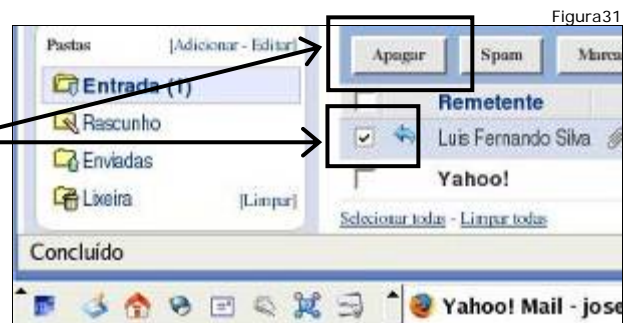 Figura31
Pastas [Adicionar - Editar]
Entrada (1)
Rascunho
Enviadas
Lixeira [Limpar]
Apagar Spam Marca
Remetente
Luis Fernando Silva
Yahoo!
Selecionar todas - Limpar todas
Concluído
Yahoo! Mail - jose